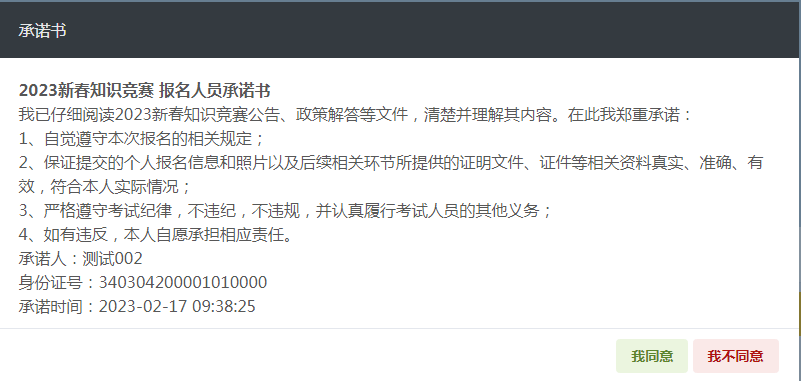 承诺书
2023新春知识竞赛 报名人员承诺书
我已仔细阅读2023新春知识竞赛公告、政策解答等文件，清楚并理解其内容。在此我郑重承诺：
1、自觉遵守本次报名的相关规定；
2、保证提交的个人报名信息和照片以及后续相关环节所提供的证明文件、证件等相关资料真实、准确、有
效，符合本人实际情况；
3、严格遵守考试纪律，不违纪，不违规，并认真履行考试人员的其他义务；
4、如有违反，本人自愿承担相应责任。
承诺人：测试002
身份证号：340304200001010000
承诺时间：2023-02-17 09:38:25
我同意 我不同意